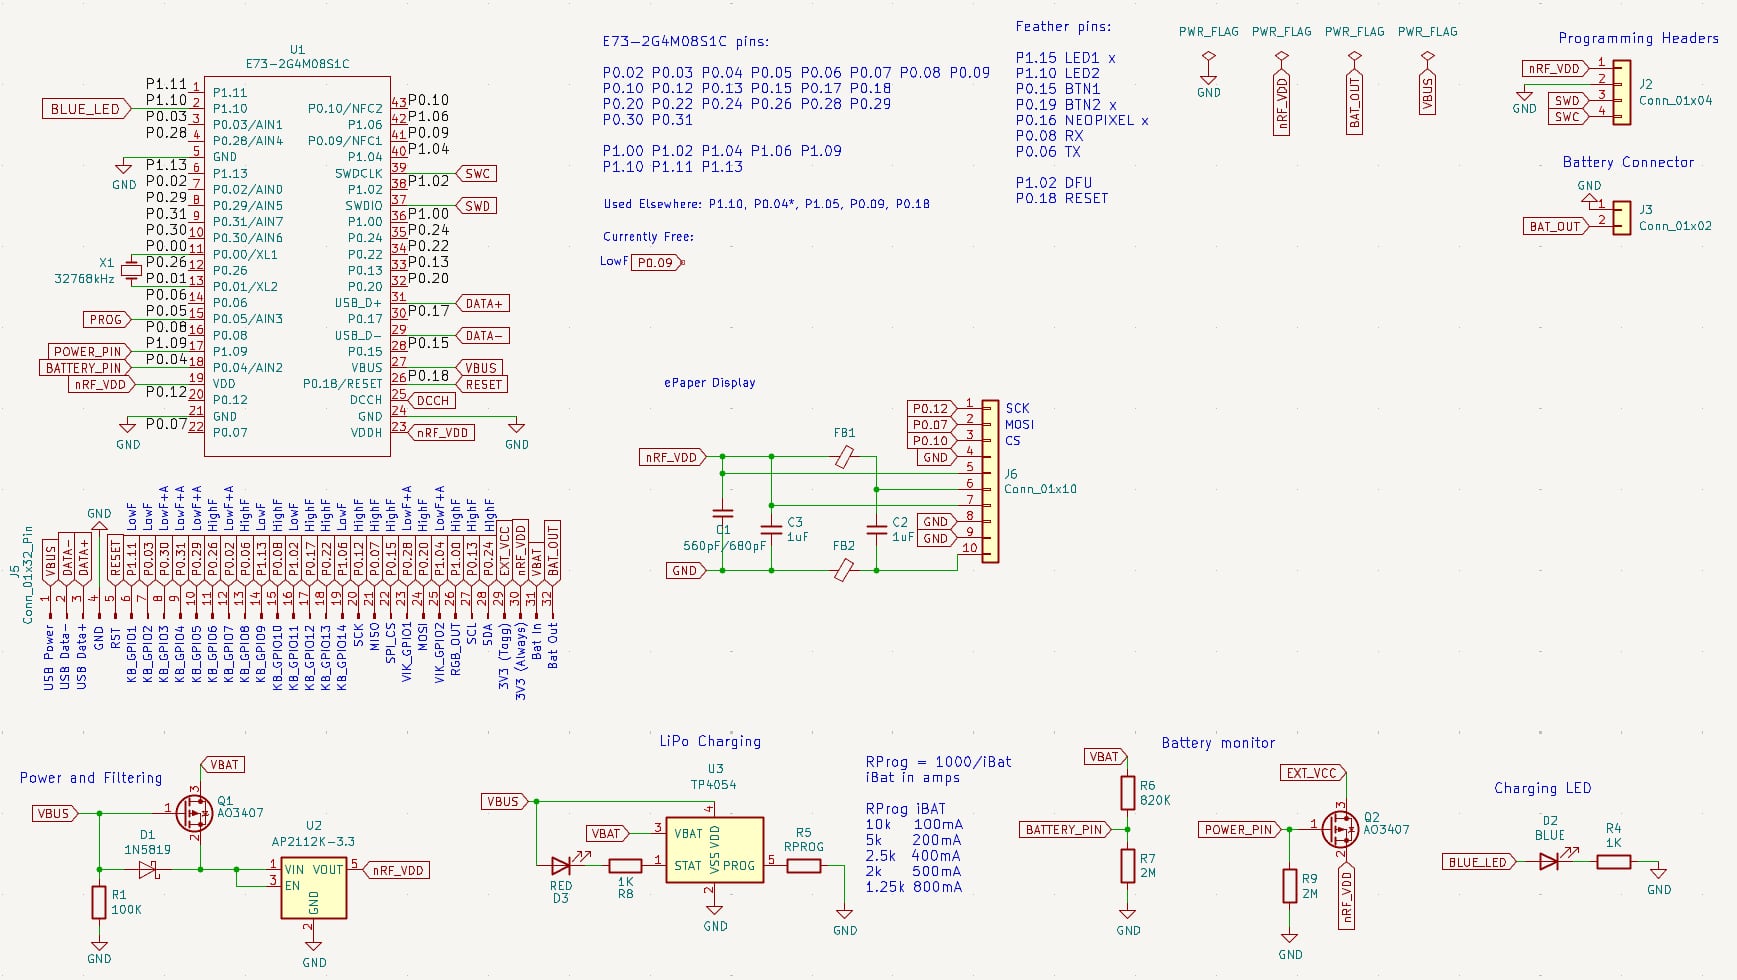 U1
E73-2G4M08S1C
P1.11
P1.10
P0.03
P0.28
P1.13
P0.02
P0.29
P0.31
P0.30
P0.00
P0.26
P0.01
P0.06
P0.05
P0.08
P1.09
P0.04
P0.12
P0.07
BLUE_LED
GND
X1
32768kHz
PROG
POWER_PIN
BATTERY_PIN
nRF_VDD
GND
1 P1.11
2 P1.10
3 P0.03/AIN1
4 P0.28/AIN4
5 GND
6 P1.13
7 P0.02/AIN0
8 P0.29/AIN5
9 P0.31/AIN7
10 P0.30/AIN6
11 P0.00/XL1
12 P0.26
13 P0.01/XL2
14 P0.06
15 P0.05/AIN3
16 P0.08
17 P1.09
18 P0.04/AIN2
19 VDD
20 P0.12
21 GND
22 P0.07
P0.10/NFC2 43 P0.10
P1.06 42 P1.06
P0.09/NFC1 41 P0.09
P1.04 40 P1.04
SWDCLK 39 SWC
P1.02 38 P1.02
SWDIO 37 SWD
P1.00 36 P1.00
P0.24 35 P0.24
P0.22 34 P0.22
P0.13 33 P0.13
P0.20 32 P0.20
USB_D+ 31 DATA+
P0.17 30 P0.17
USB_D- 29 DATA-
P0.15 28 P0.15
VBUS 27 VBUS
P0.18/RESET 26 P0.18 RESET
DCCH 25 DCCH
GND 24 GND
VDDH 23 nRF_VDD
E73-2G4M08S1C pins:
P0.02 P0.03 P0.04 P0.05 P0.06 P0.07 P0.08 P0.09
P0.10 P0.12 P0.13 P0.15 P0.17 P0.18
P0.20 P0.22 P0.24 P0.26 P0.28 P0.29
P0.30 P0.31
P1.00 P1.02 P1.04 P1.06 P1.09
P1.10 P1.11 P1.13
Used Elsewhere: P1.10, P0.04*, P1.05, P0.09, P0.18
Currently Free:
LowF P0.09
Feather pins:
P1.15 LED1 x
P1.10 LED2
P0.15 BTN1
P0.19 BTN2 x
P0.16 NEOPIXEL x
P0.08 RX
P0.06 TX
P1.02 DFU
P0.18 RESET
PWR_FLAG PWR_FLAG PWR_FLAG PWR_FLAG
GND nRF_VDD BAT_OUT VBUS
Programming Headers
nRF_VDD 1
2
GND
SWD 3
SWC 4
J2
Conn_01x04
Battery Connector
GND
1
BAT_OUT 2
J3
Conn_01x02
ePaper Display
P0.12 1 SCK
P0.07 2 MOSI
P0.10 3 CS
GND 4
5
6
7
GND 8
GND 9
10
J6
Conn_01x10
nRF_VDD
FB1
C1
560pF/680pF
C3
1uF
C2
1uF
GND
FB2
J5
Conn_01x32_Pin
VBUS 1 USB Power
DATA- 2 USB Data-
DATA+ 3 USB Data+
GND 4 GND
RESET 5 RST
LowF P1.11 6 KB_GPIO1
LowF P0.03 7 KB_GPIO2
LowF+A P0.30 8 KB_GPIO3
LowF+A P0.31 9 KB_GPIO4
LowF+A P0.29 10 KB_GPIO5
HighF P0.26 11 KB_GPIO6
LowF+A P0.02 12 KB_GPIO7
HighF P0.06 13 KB_GPIO8
LowF P1.13 14 KB_GPIO9
HighF P0.08 15 KB_GPIO10
LowF P1.02 16 KB_GPIO11
HighF P0.17 17 KB_GPIO12
HighF P0.22 18 KB_GPIO13
LowF P1.06 19 KB_GPIO14
HighF P0.12 20 SCK
HighF P0.07 21 MISO
HighF P0.15 22 SPI_CS
LowF+A P0.28 23 VIK_GPIO1
HighF P0.20 24 MOSI
LowF+A P1.04 25 VIK_GPIO2
HighF P1.00 26 RGB_OUT
HighF P0.13 27 SCL
HighF P0.24 28 SDA
EXT_VCC 29 3V3 (Togg)
nRF_VDD 30 3V3 (Always)
VBAT 31 Bat In
BAT_OUT 32 Bat Out
Power and Filtering
VBAT
3
VBUS
1
Q1
AO3407
2
D1
1N5819
R1
100K
GND
U2
AP2112K-3.3
1 VIN VOUT 5 nRF_VDD
3 EN
GND
2
GND
LiPo Charging
U3
TP4054
VBUS
4
VBAT 3 VBAT VDD
1 STAT VSS PROG 5
2
GND
RED
D3
1K
R8
R5
RPROG
GND
RProg = 1000/iBat
iBat in amps
RProg iBAT
10k 100mA
5k 200mA
2.5k 400mA
2k 500mA
1.25k 800mA
Battery monitor
VBAT
R6
820K
BATTERY_PIN
R7
2M
GND
EXT_VCC
3
POWER_PIN
1
Q2
AO3407
2
R9
2M
nRF_VDD
GND
Charging LED
D2
BLUE
BLUE_LED
R4
1K
GND